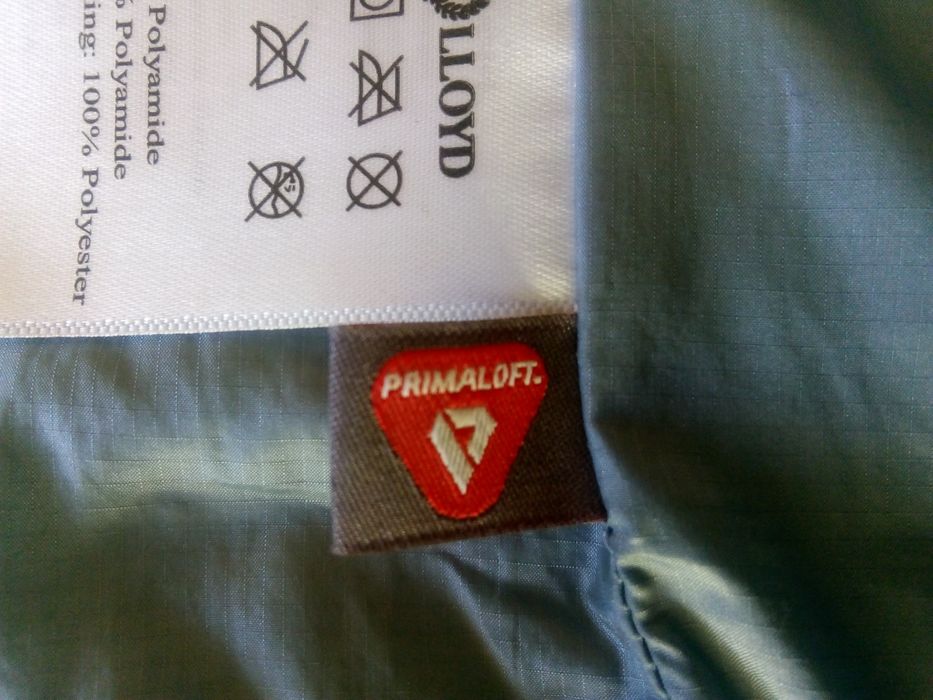 LLOYD
Polyamide
% Polyamide
ing: 100% Polyester
PRIMALOFT.